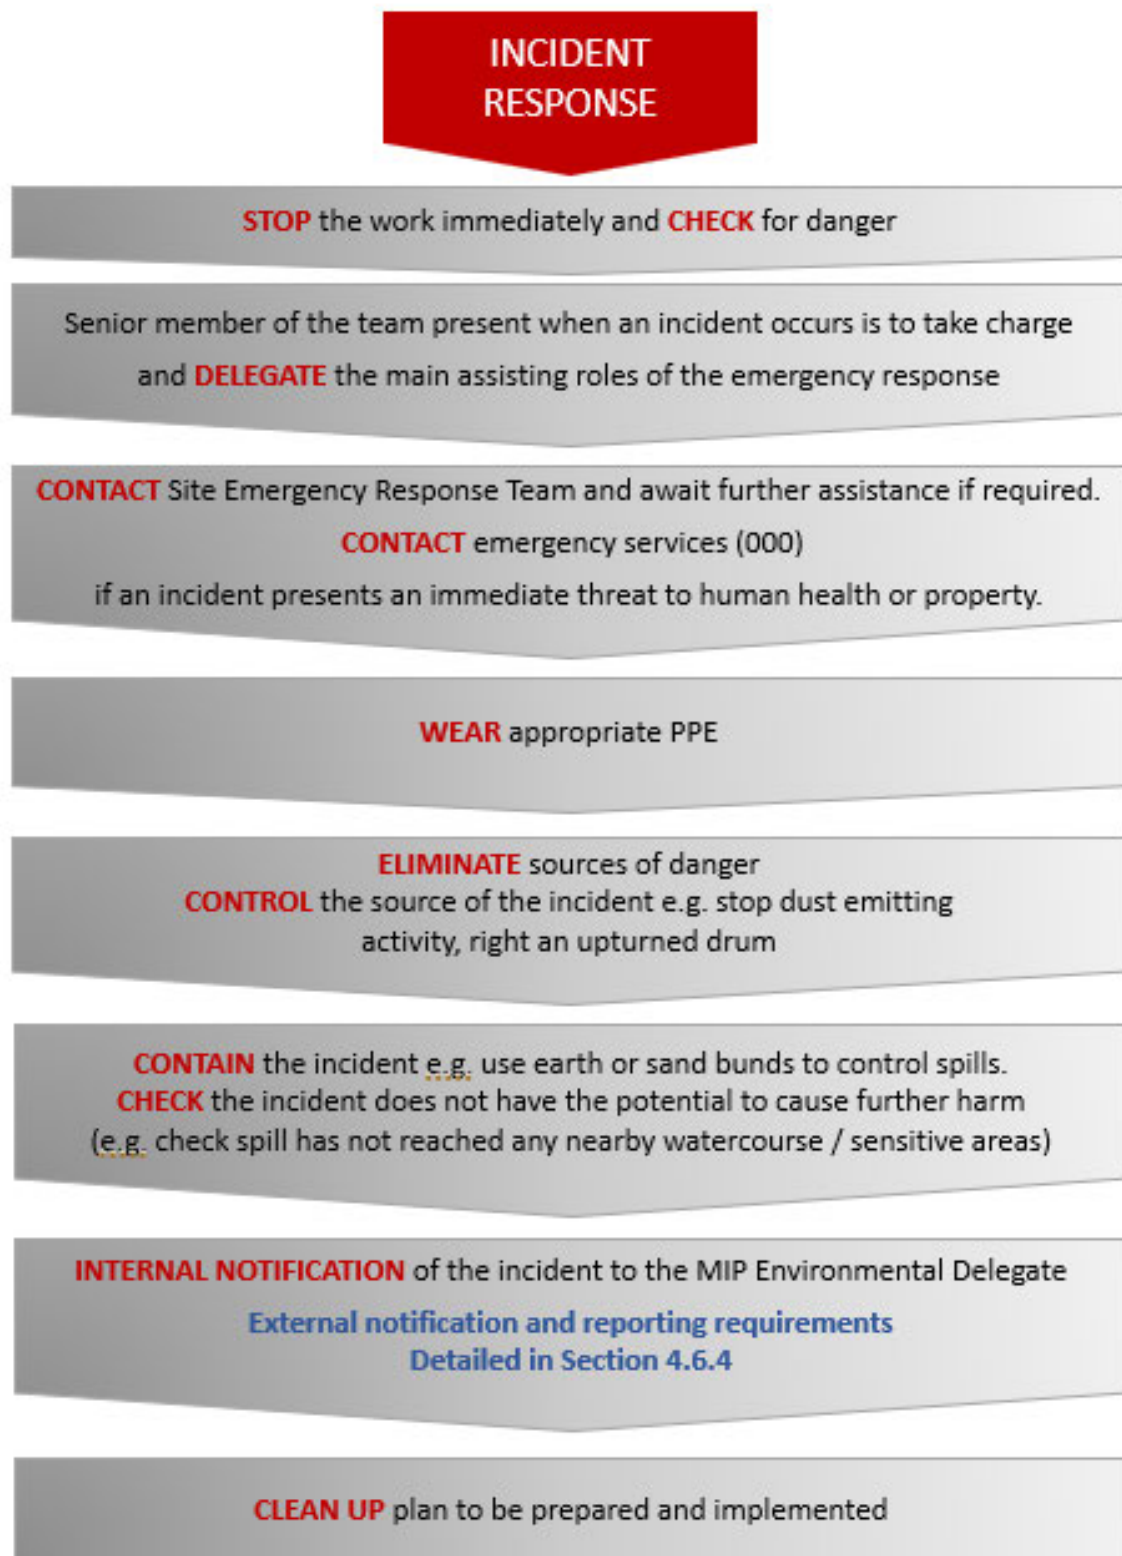 INCIDENT
RESPONSE
STOP the work immediately and CHECK for danger
Senior member of the team present when an incident occurs is to take charge
and DELEGATE the main assisting roles of the emergency response
CONTACT Site Emergency Response Team and await further assistance if required.
CONTACT emergency services (000)
if an incident presents an immediate threat to human health or property.
WEAR appropriate PPE
ELIMINATE sources of danger
CONTROL the source of the incident e.g. stop dust emitting
activity, right an upturned drum
CONTAIN the incident e.g. use earth or sand bunds to control spills.
CHECK the incident does not have the potential to cause further harm
(e.g. check spill has not reached any nearby watercourse / sensitive areas)
INTERNAL NOTIFICATION of the incident to the MIP Environmental Delegate
External notification and reporting requirements
Detailed in Section 4.6.4
CLEAN UP plan to be prepared and implemented